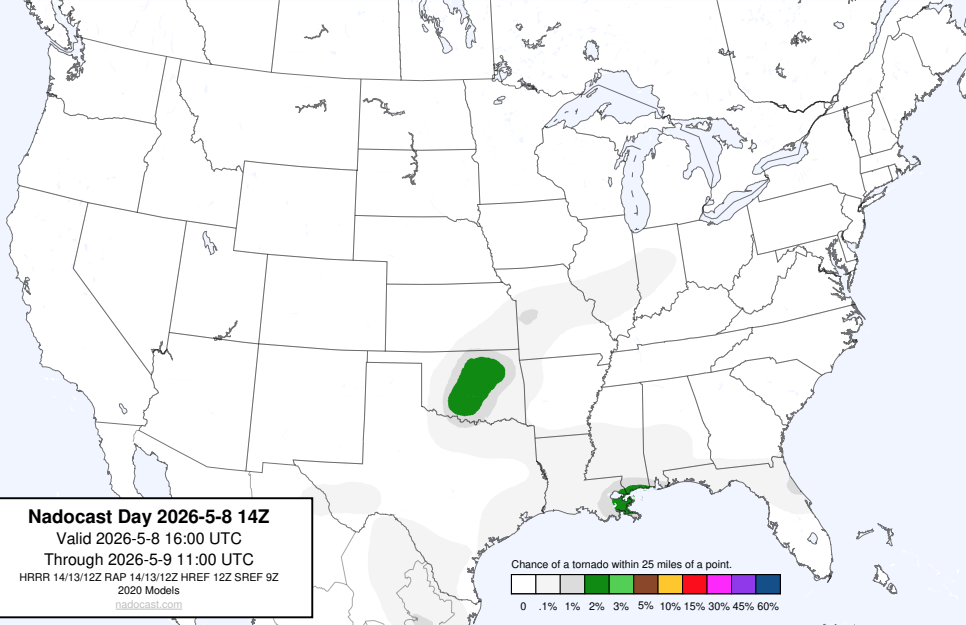 Nadocast Day 2026-5-8 14Z
Valid 2026-5-8 16:00 UTC
Through 2026-5-9 11:00 UTC
HRRR 14/13/12Z RAP 14/13/12Z HREF 12Z SREF 9Z
2020 Models
nadocast.com
Chance of a tornado within 25 miles of a point.
0 .1% 1% 2% 3% 5% 10% 15% 30% 45% 60%